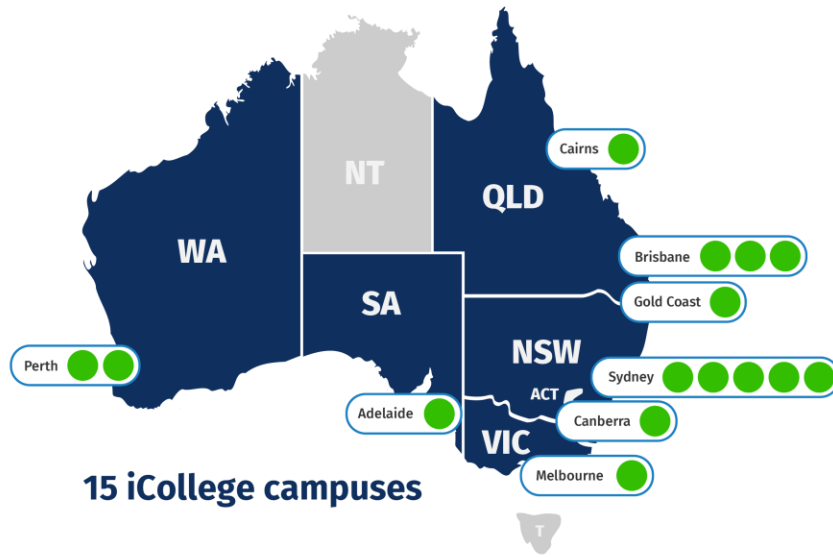 NT
Cairns
QLD
WA
Brisbane
SA
Gold Coast
NSW
Perth
Sydney
ACT
Adelaide
Canberra
VIC
Melbourne
15 iCollege campuses
T